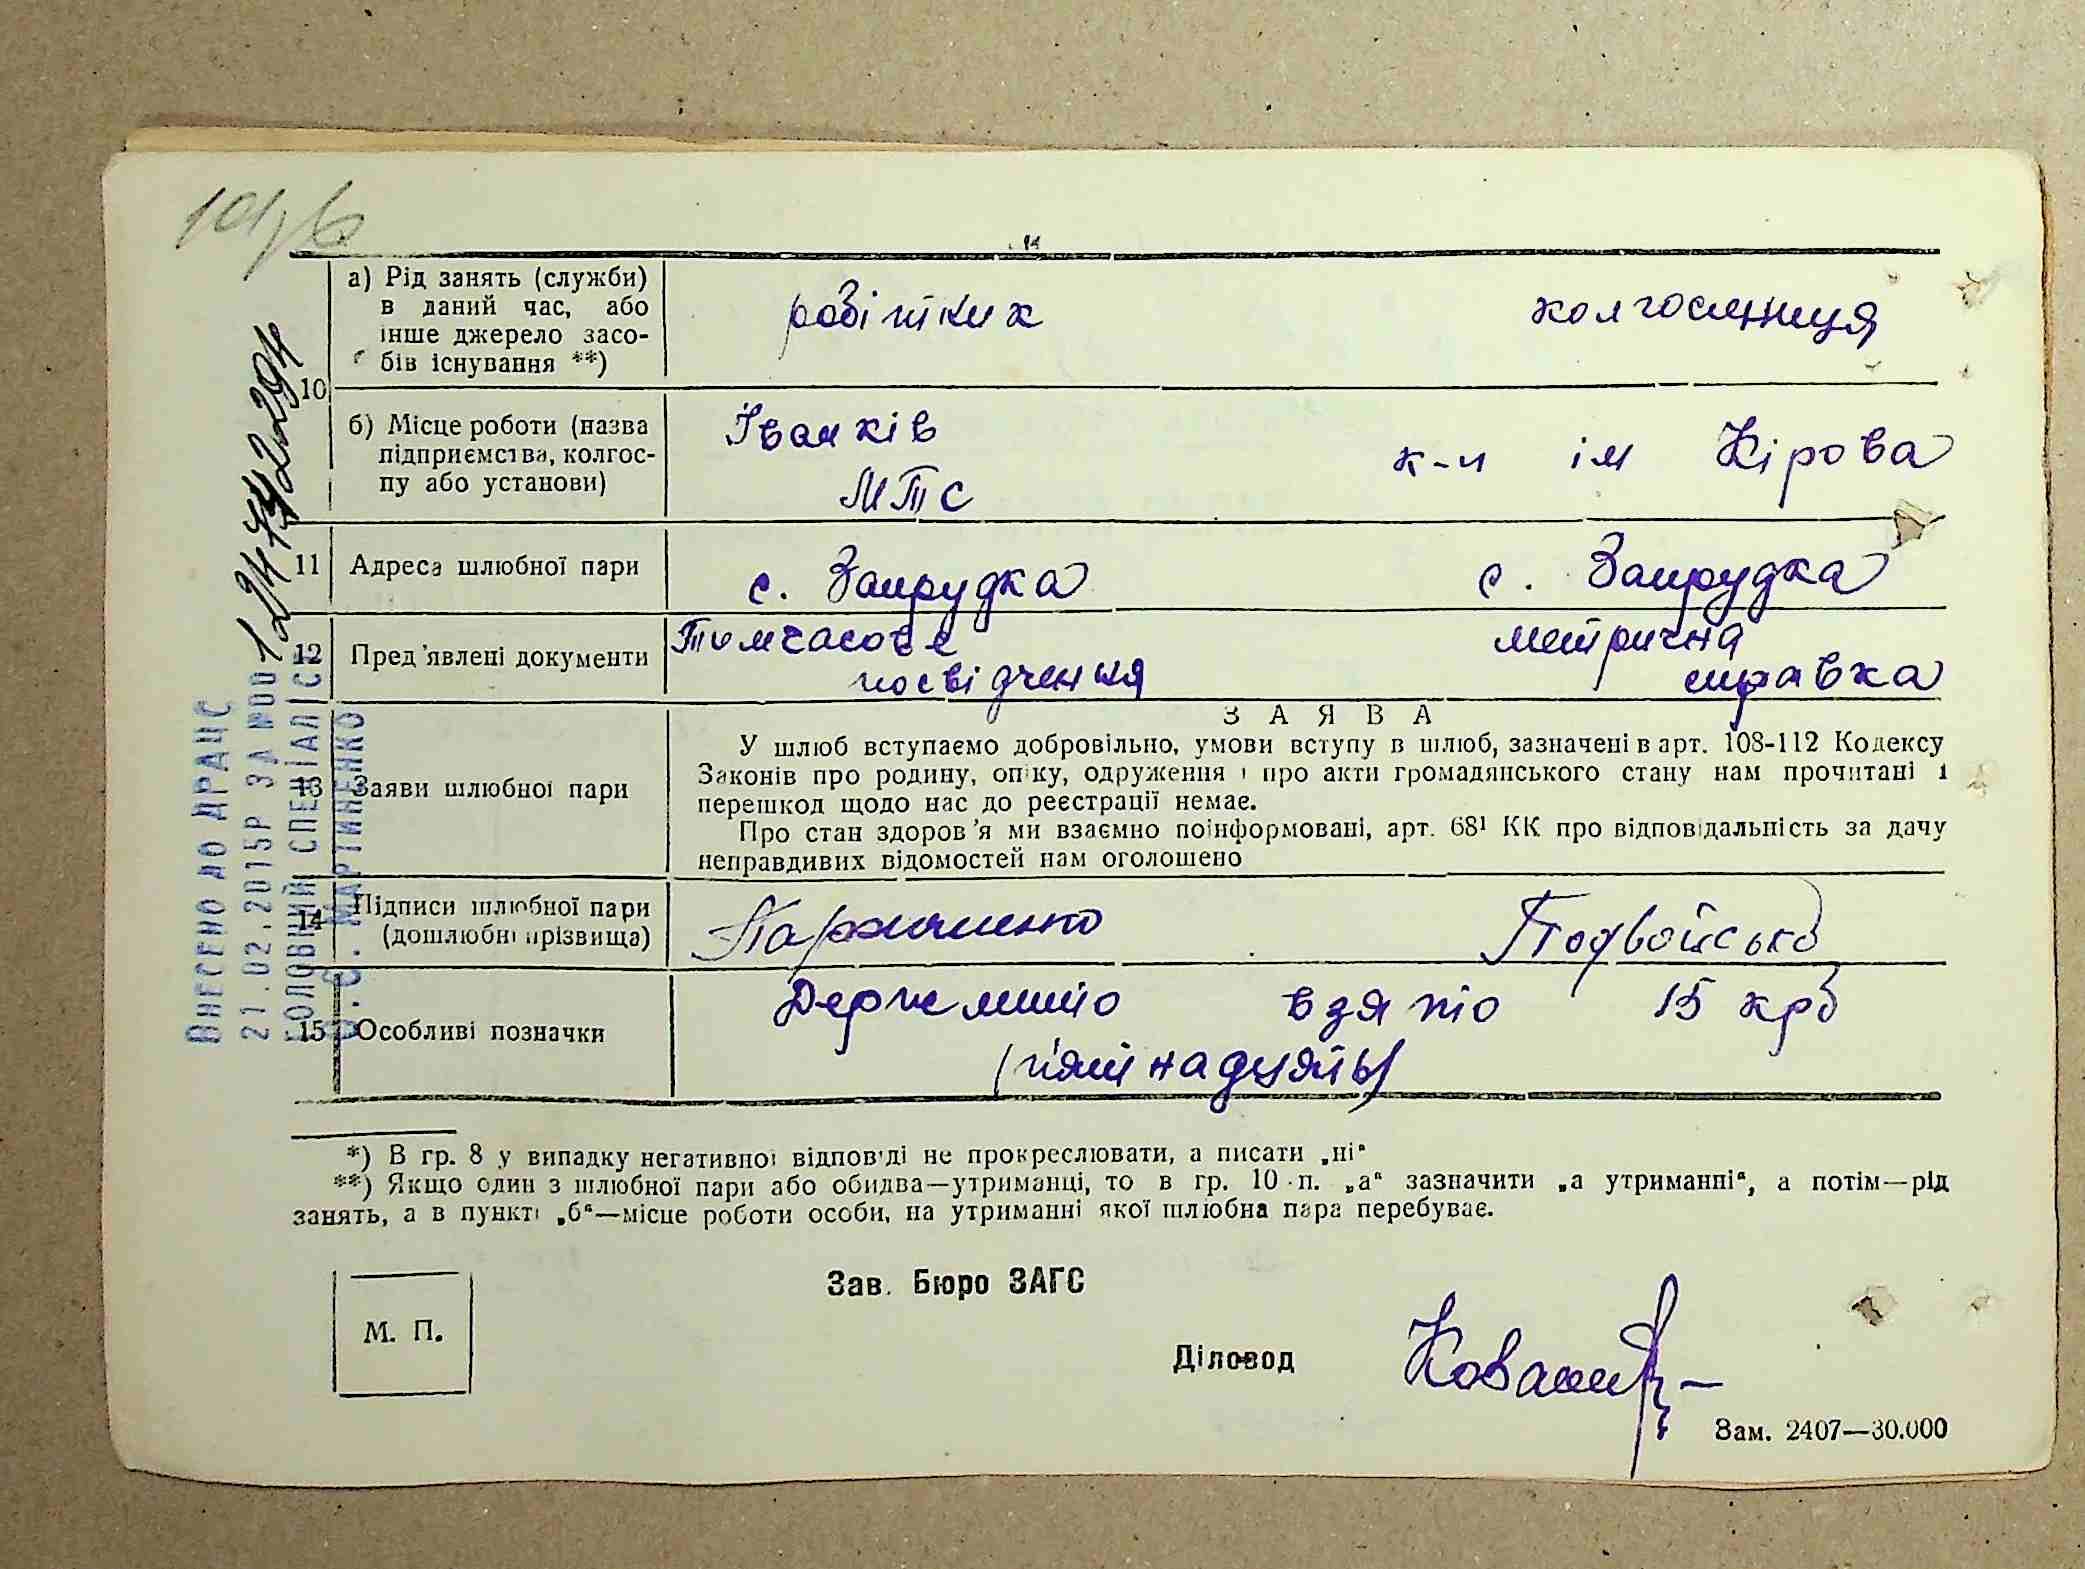 а) Рід занять (служби)
в даний час, або
інше джерело засо-
бів існування **)
робітник
колгоспниця
10
б) Місце роботи (назва
підприємства, колгос-
пу або установи)
Іванків
МТС
к-п ім Кірова
11 Адреса шлюбної пари
с. Запрудка
с. Запрудка
12 Пред'явлені документи
Тимчасове
посвідчення
метрична
справка
13 Заяви шлюбної пари
ЗАЯВА
У шлюб вступаємо добровільно, умови вступу в шлюб, зазначені в арт. 108-112 Кодексу
Законів про родину, опіку, одруження і про акти громадянського стану нам прочитані і
перешкод щодо нас до реєстрації немає.
Про стан здоров'я ми взаємно поінформовані, арт. 68¹ КК про відповідальність за дачу
неправдивих відомостей нам оголошено
14 Підписи шлюбної пари
(дошлюбні прізвища)
Пархоменко
15 Особливі позначки
Держмито взято 15 крб
(п'ятнадцять)
*) В гр. 8 у випадку негативної відповіді не прокреслювати, а писати „ні“
**) Якщо один з шлюбної пари або обидва—утриманці, то в гр. 10 п. „а“ зазначити „а утриманні“, а потім—рід
занять, а в пункті „б“—місце роботи особи, на утриманні якої шлюбна пара перебуває.
Зав. Бюро ЗАГС
М. П.
Діловод
Зам. 2407—30.000
ВНЕСЕНО ДО ДРАЦС
21.02.2015Р ЗА №00
ГОЛОВНИЙ СПЕЦІАЛІСТ
МАРТИНЕНКО